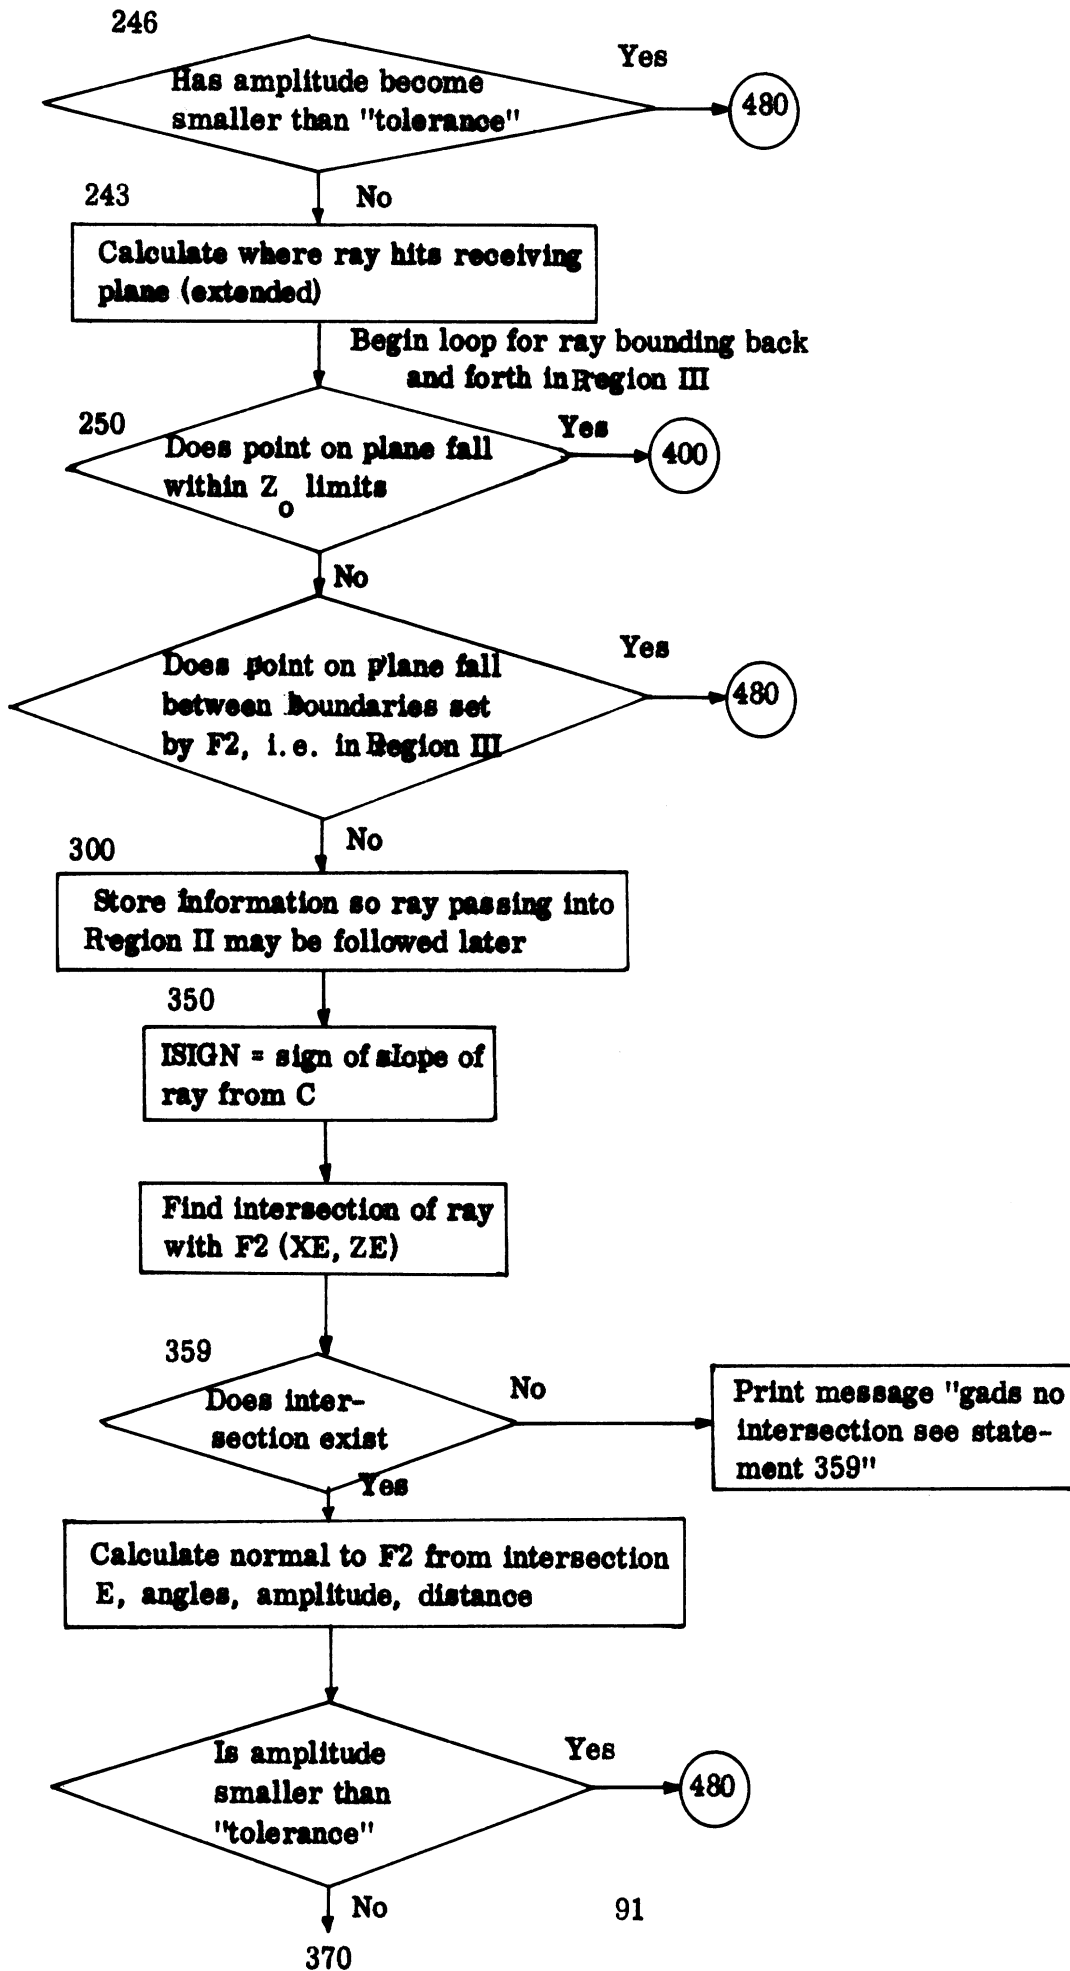 246
Yes
Has amplitude become
smaller than "tolerance"
480
No
243
Calculate where ray hits receiving
plane (extended)
Begin loop for ray bounding back
and forth in Region III
250
Yes
Does point on plane fall
within Zo limits
400
No
Yes
Does point on plane fall
between boundaries set
by F2, i.e. in Region III
480
No
300
Store information so ray passing into
Region II may be followed later
350
ISIGN = sign of slope of
ray from C
Find intersection of ray
with F2 (XE, ZE)
359
Does inter-
section exist
No
Print message "gads no
intersection see state-
ment 359"
Yes
Calculate normal to F2 from intersection
E, angles, amplitude, distance
Is amplitude
smaller than
"tolerance"
Yes
480
No
91
370